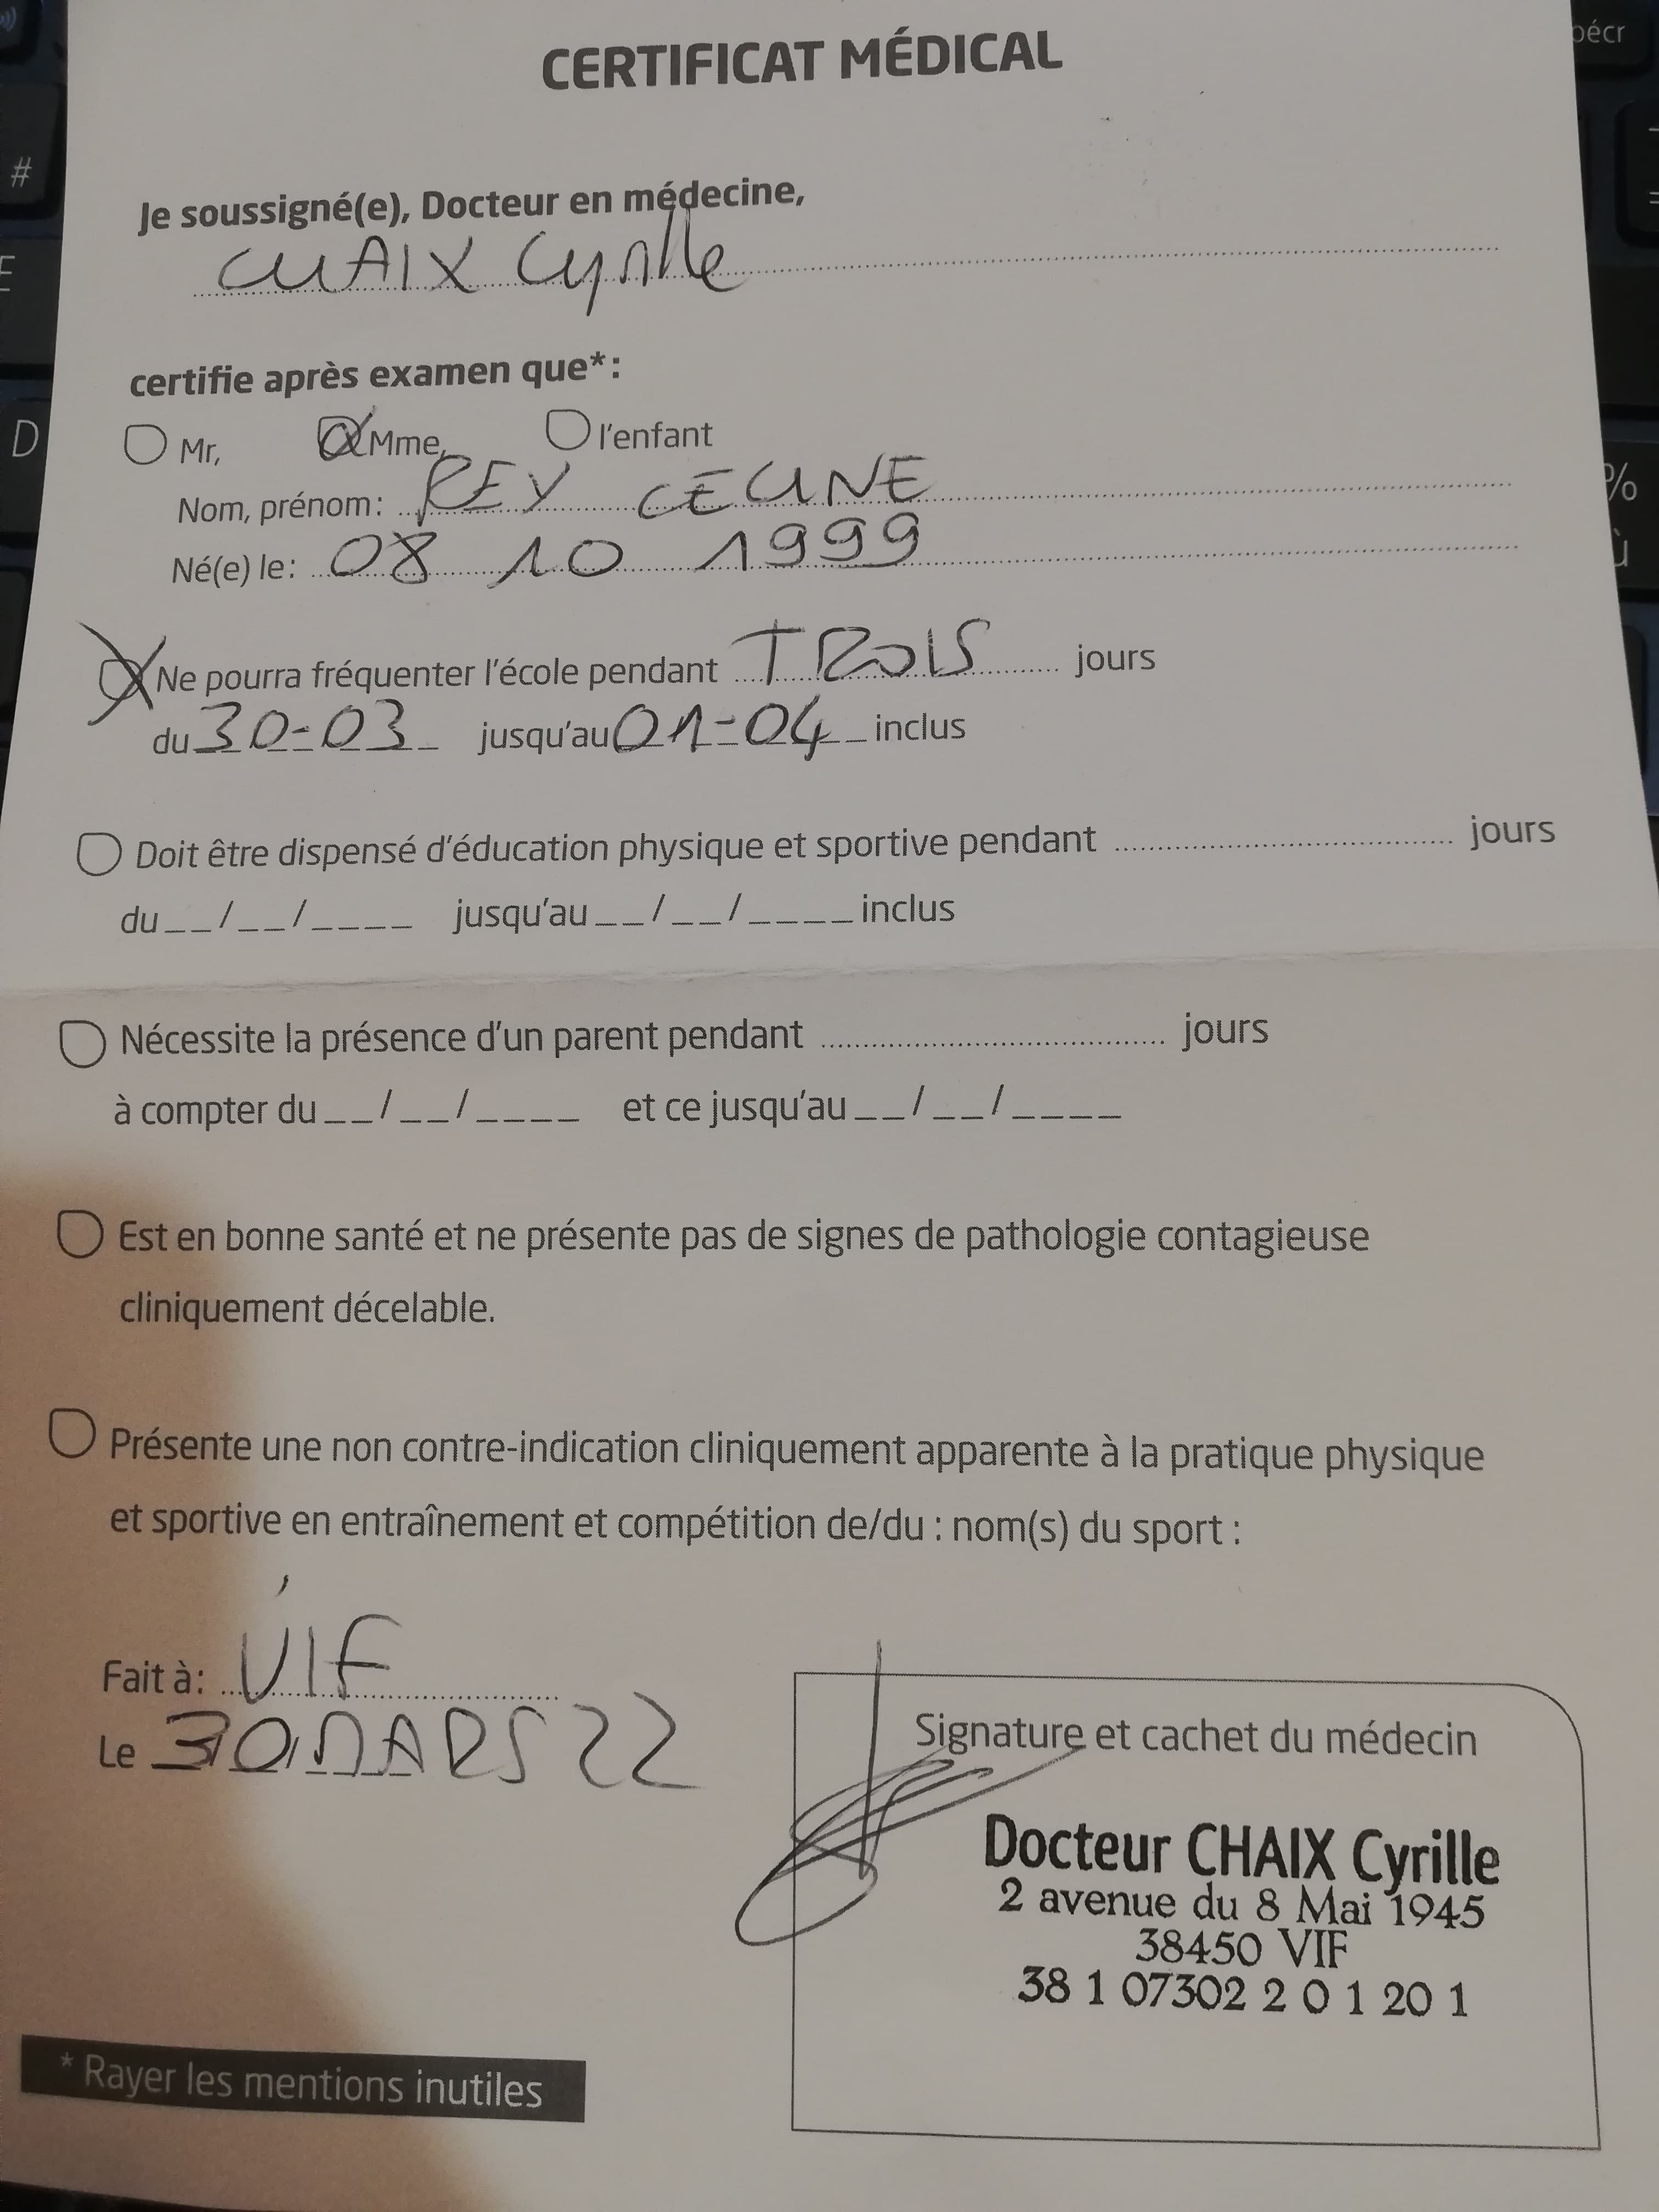 CERTIFICAT MÉDICAL
Je soussigné(e), Docteur en médecine,
CHAIX Cyrille
certifie après examen que*:
Mr, Mme, l'enfant
Nom, prénom: REY CELINE
Né(e) le: 08 10 1999
Ne pourra fréquenter l'école pendant TROIS jours
du 30-03 jusqu'au 01-04 inclus
Doit être dispensé d'éducation physique et sportive pendant jours
du __/__/____ jusqu'au __/__/____ inclus
Nécessite la présence d'un parent pendant jours
à compter du __/__/____ et ce jusqu'au __/__/____
Est en bonne santé et ne présente pas de signes de pathologie contagieuse
cliniquement décelable.
Présente une non contre-indication cliniquement apparente à la pratique physique
et sportive en entraînement et compétition de/du : nom(s) du sport :
Fait à: VIF
Le 30 MARS 22
Signature et cachet du médecin
Docteur CHAIX Cyrille
2 avenue du 8 Mai 1945
38450 VIF
38 1 07302 2 0 1 20 1
* Rayer les mentions inutiles
#
E
D
pécr
=
%
ù